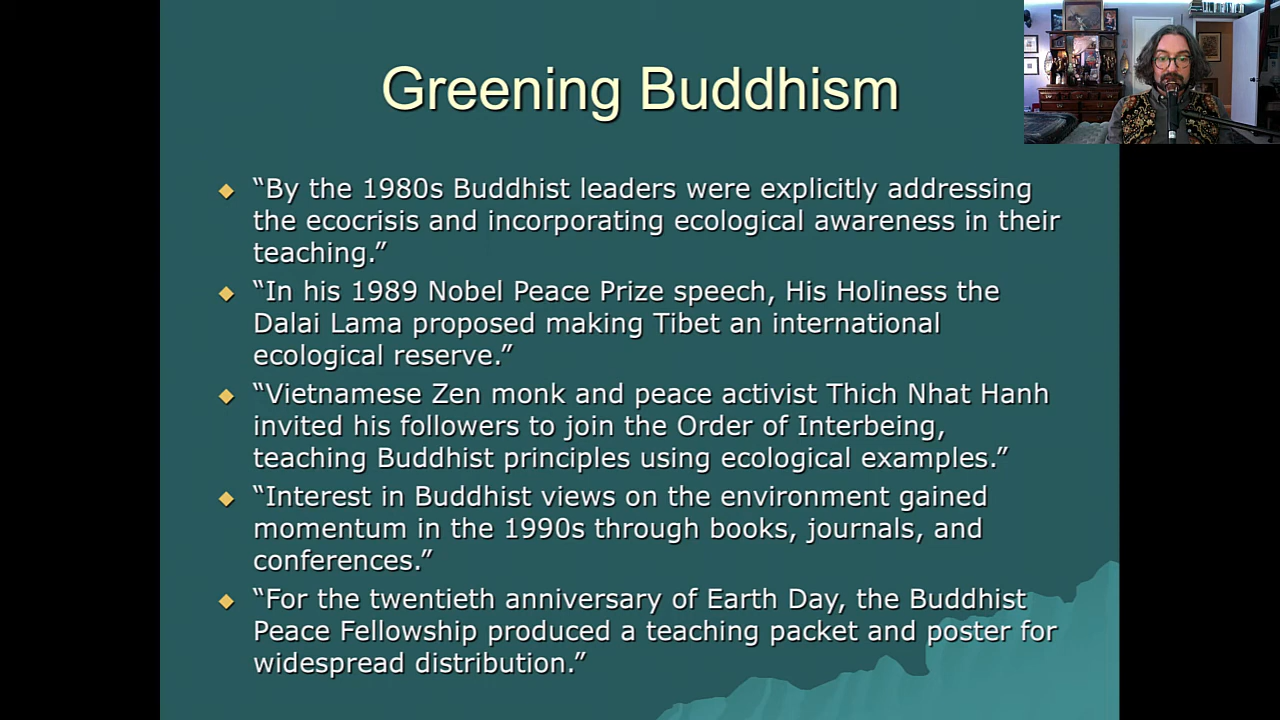 Greening Buddhism
“By the 1980s Buddhist leaders were explicitly addressing
the ecocrisis and incorporating ecological awareness in their
teaching.”
“In his 1989 Nobel Peace Prize speech, His Holiness the
Dalai Lama proposed making Tibet an international
ecological reserve.”
“Vietnamese Zen monk and peace activist Thich Nhat Hanh
invited his followers to join the Order of Interbeing,
teaching Buddhist principles using ecological examples.”
“Interest in Buddhist views on the environment gained
momentum in the 1990s through books, journals, and
conferences.”
“For the twentieth anniversary of Earth Day, the Buddhist
Peace Fellowship produced a teaching packet and poster for
widespread distribution.”